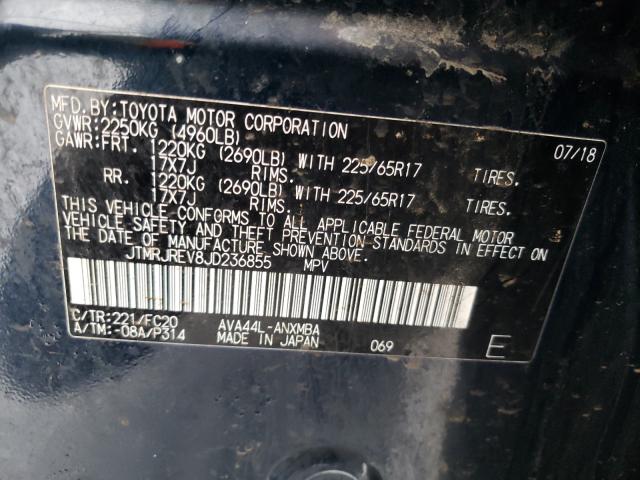 MFD.BY:TOYOTA MOTOR CORPORATION 07/18
GVWR:2250KG (4960LB)
GAWR:FRT. 1220KG (2690LB) WITH 225/65R17 TIRES.
17X7J RIMS.
RR. 1220KG (2690LB) WITH 225/65R17 TIRES.
17X7J RIMS.
THIS VEHICLE CONFORMS TO ALL APPLICABLE FEDERAL MOTOR
VEHICLE SAFETY AND THEFT PREVENTION STANDARDS IN EFFECT ON
THE DATE OF MANUFACTURE SHOWN ABOVE.
JTMRJREV8JD236855 MPV
C/TR:221/FC20 AVA44L-ANXMBA
A/TM:-08A/P314 MADE IN JAPAN 069 E